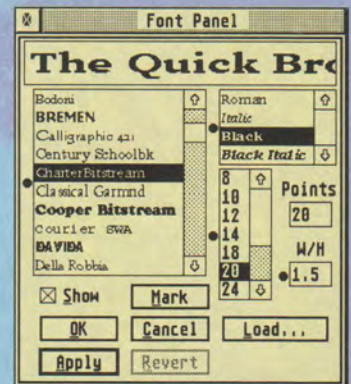 Font Panel
The Quick Bro
Bodoni
BREMEN
Calligraphic 421
Century Schoolbk
CharterBitstream
Classical Garmnd
Cooper Bitstream
Courier SWA
DAVIDA
Della Robbia
Roman
Italic
Black
Black Italic
8
10
12
14
18
20
24
Points
20
W/H
1.5
Show
Mark
OK
Cancel
Load...
Apply
Revert